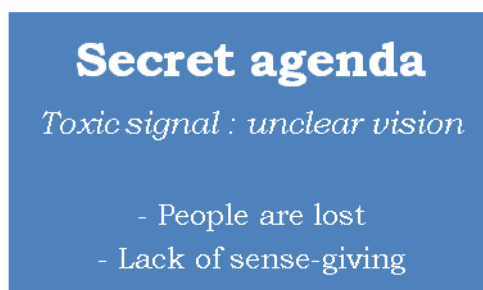 Secret agenda
Toxic signal : unclear vision
- People are lost
- Lack of sense-giving